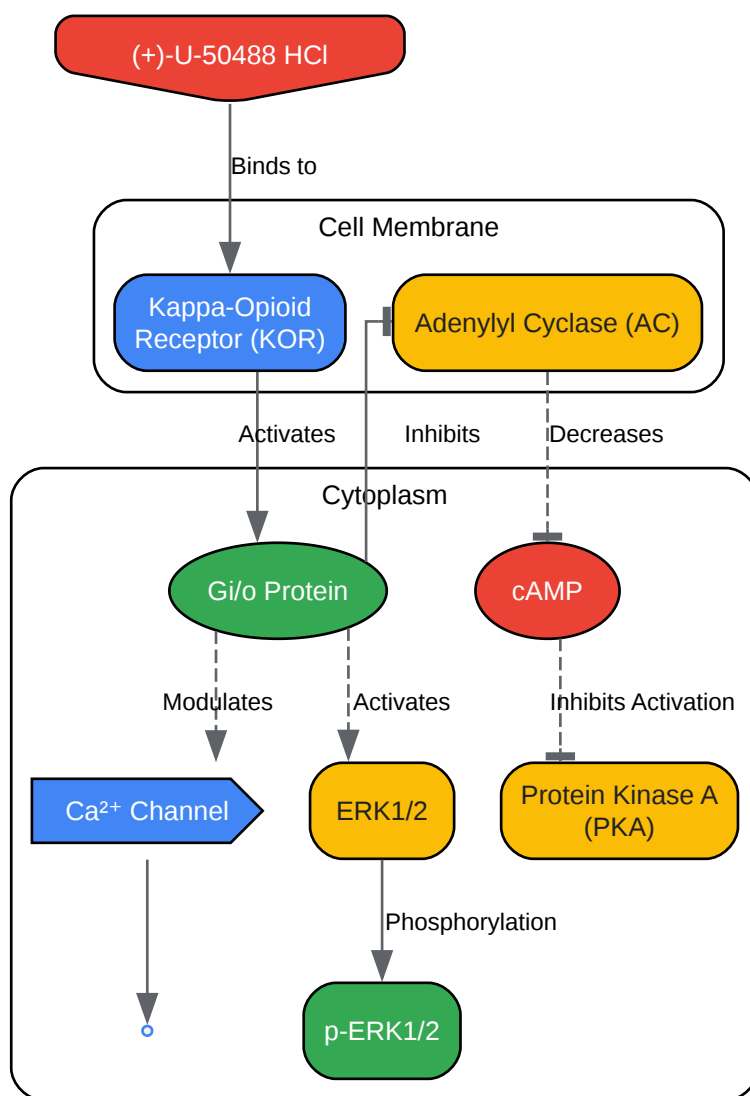 (+)-U-50488 HCl
Binds to
Cell Membrane
Kappa-Opioid
Receptor (KOR)
Adenylyl Cyclase (AC)
Activates
Inhibits
Decreases
Cytoplasm
Gi/o Protein
cAMP
Modulates
Activates
Inhibits Activation
Ca²⁺ Channel
ERK1/2
Protein Kinase A
(PKA)
Phosphorylation
p-ERK1/2